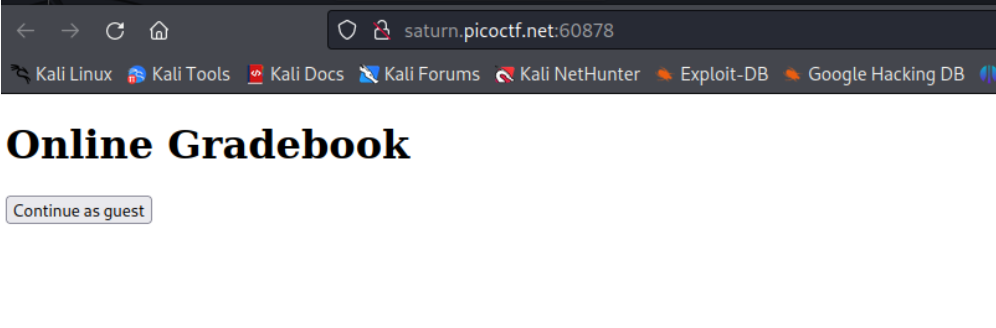 saturn.picoctf.net:60878
Kali Linux Kali Tools Kali Docs Kali Forums Kali NetHunter Exploit-DB Google Hacking DB
Online Gradebook
Continue as guest